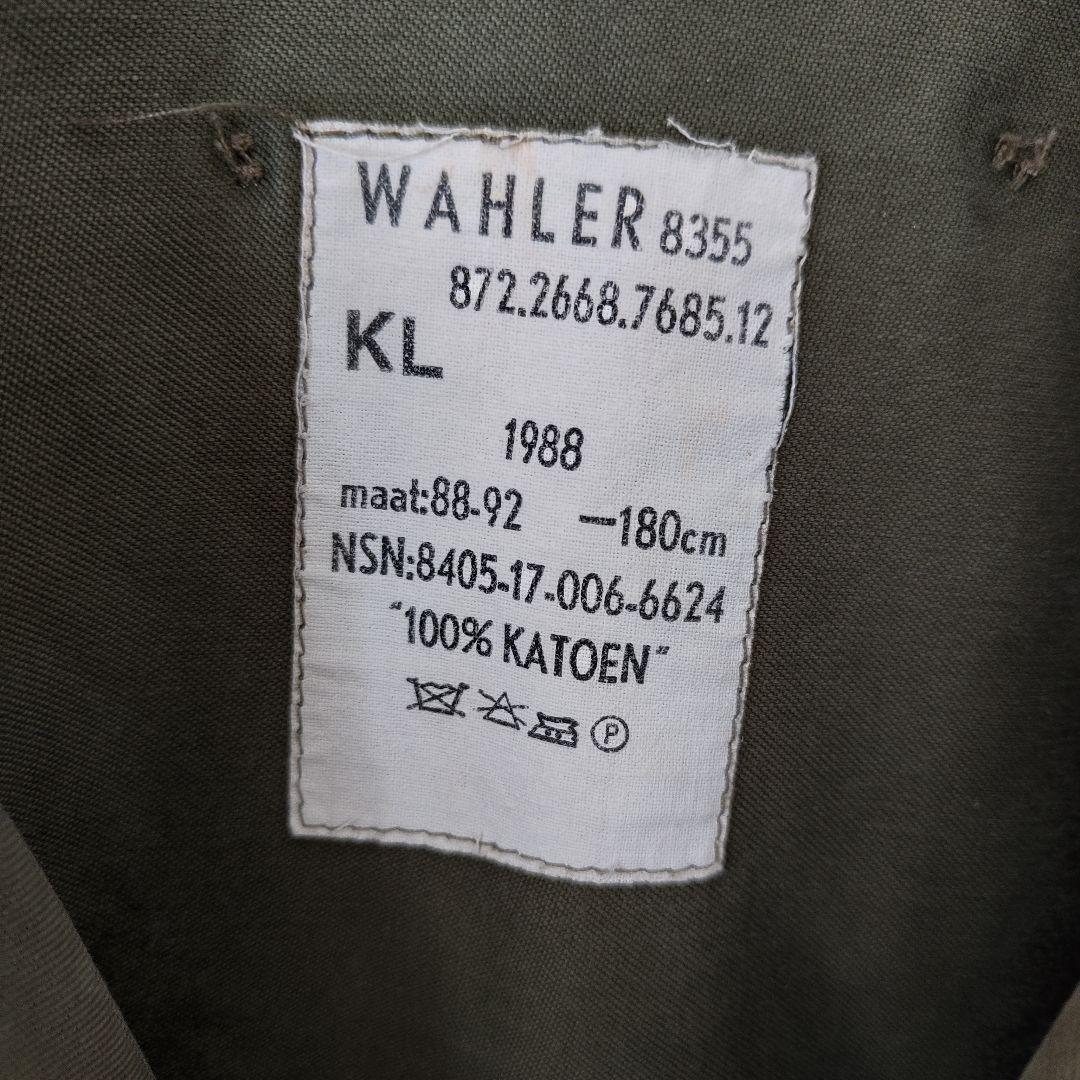 WAHLER 8355
872.2668.7685.12
KL
1988
maat:88-92 —180cm
NSN:8405-17-006-6624
"100% KATOEN"
P